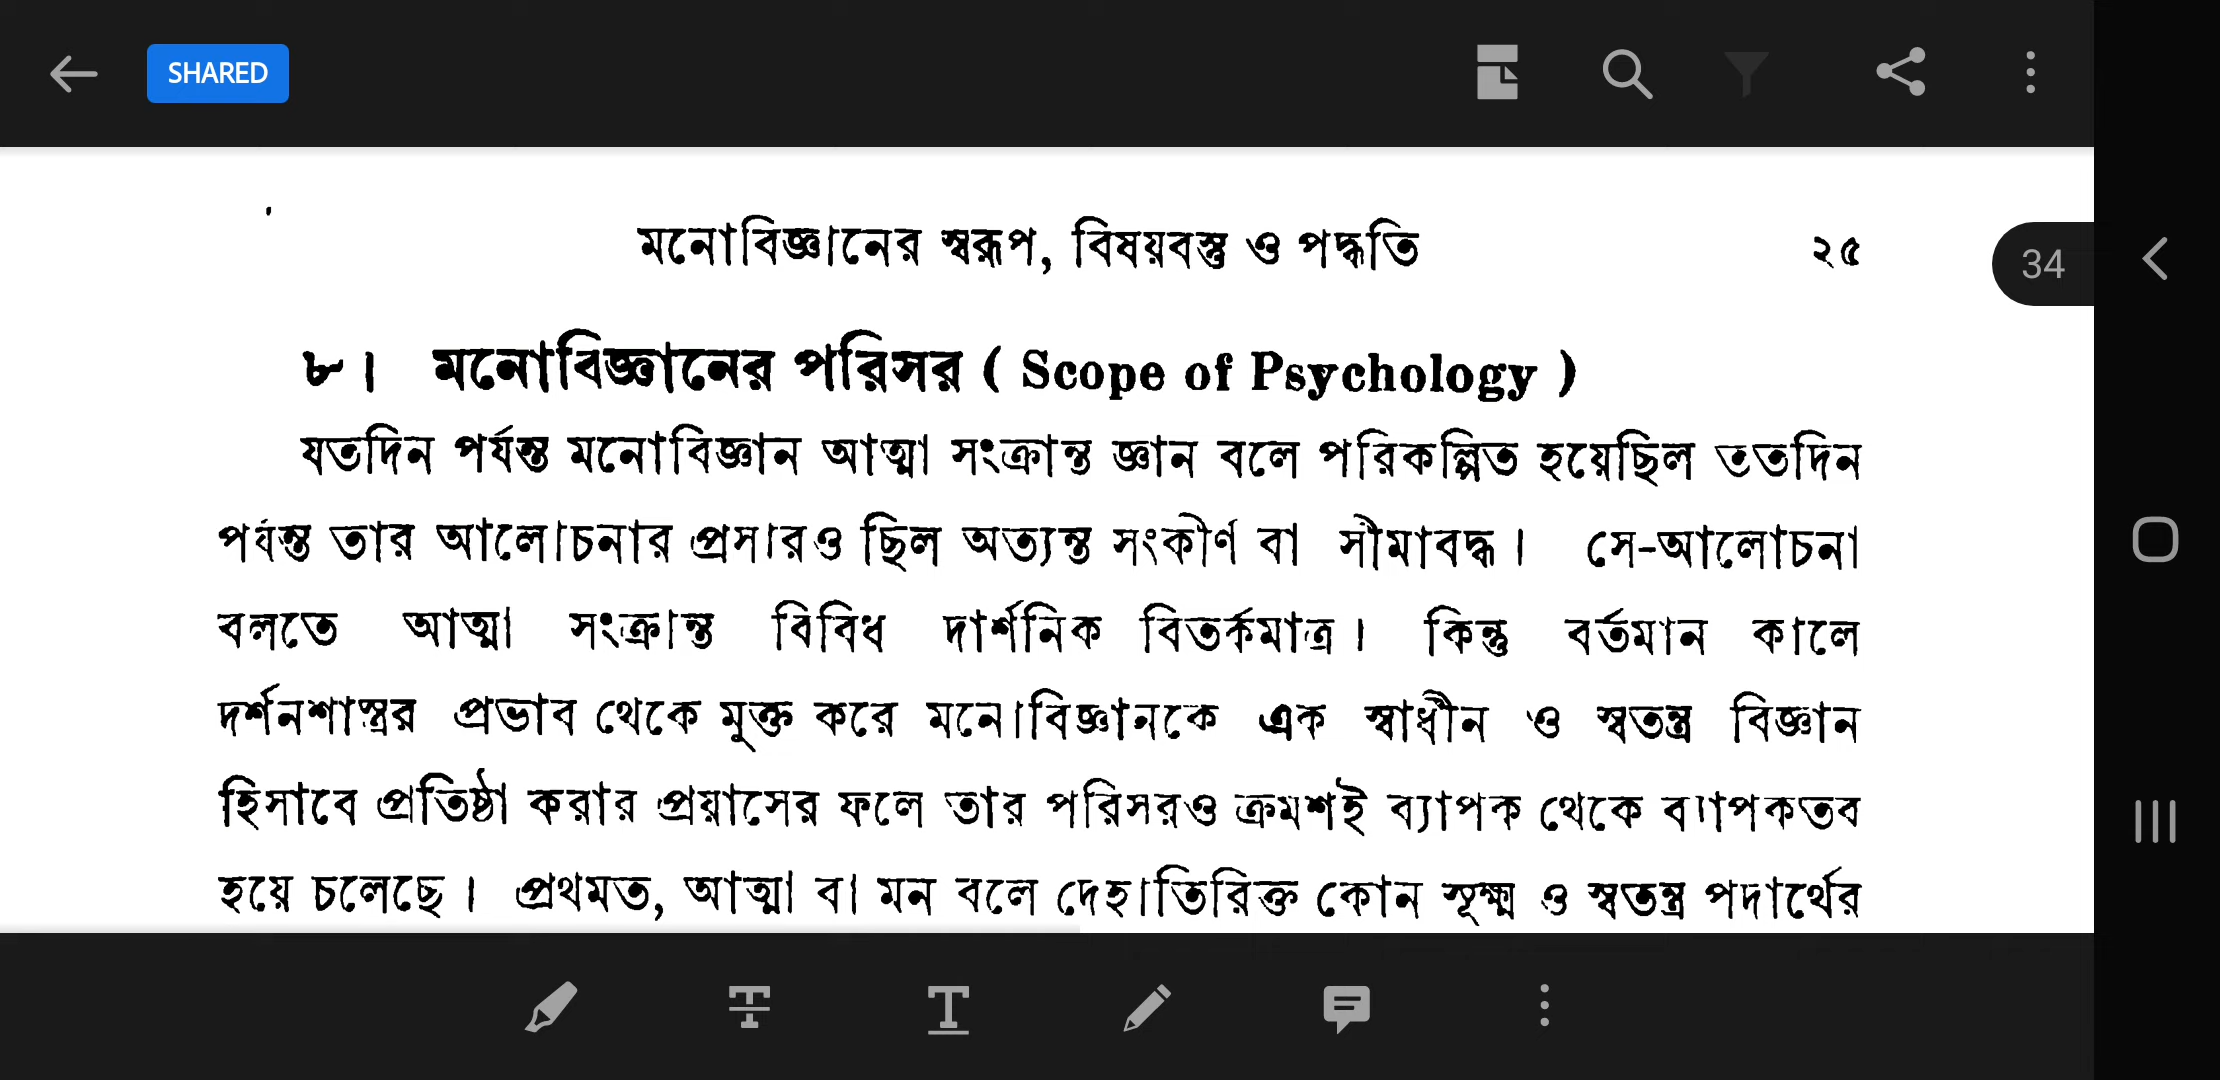 SHARED
মনোবিজ্ঞানের স্বরূপ, বিষয়বস্তু ও পদ্ধতি ২৫
34
৮। মনোবিজ্ঞানের পরিসর ( Scope of Psychology )
যতদিন পর্যন্ত মনোবিজ্ঞান আত্মা সংক্রান্ত জ্ঞান বলে পরিকল্পিত হয়েছিল ততদিন
পর্যন্ত তার আলোচনার প্রসারও ছিল অত্যন্ত সংকীর্ণ বা সীমাবদ্ধ। সে-আলোচনা
বলতে আত্মা সংক্রান্ত বিবিধ দার্শনিক বিতর্কমাত্র। কিন্তু বর্তমান কালে
দর্শনশাস্ত্রর প্রভাব থেকে মুক্ত করে মনোবিজ্ঞানকে এক স্বাধীন ও স্বতন্ত্র বিজ্ঞান
হিসাবে প্রতিষ্ঠা করার প্রয়াসের ফলে তার পরিসরও ক্রমশই ব্যাপক থেকে ব্যাপকতব
হয়ে চলেছে। প্রথমত, আত্মা বা মন বলে দেহাতিরিক্ত কোন সূক্ষ্ম ও স্বতন্ত্র পদার্থের